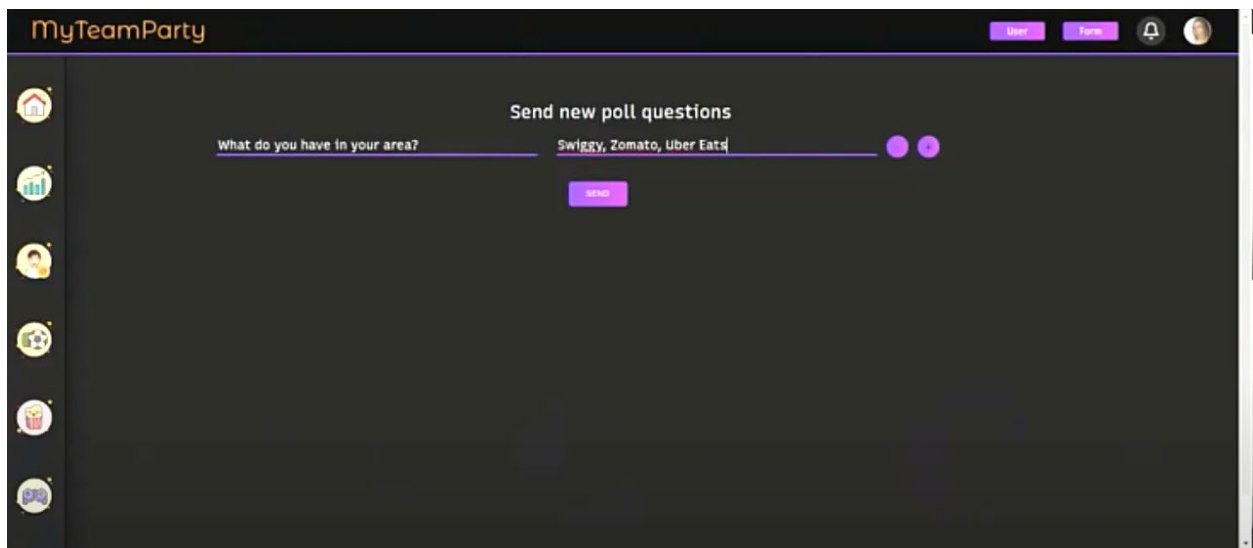 MyTeamParty
User
Form
Send new poll questions
What do you have in your area?
Swiggy, Zomato, Uber Eats
+
SEND